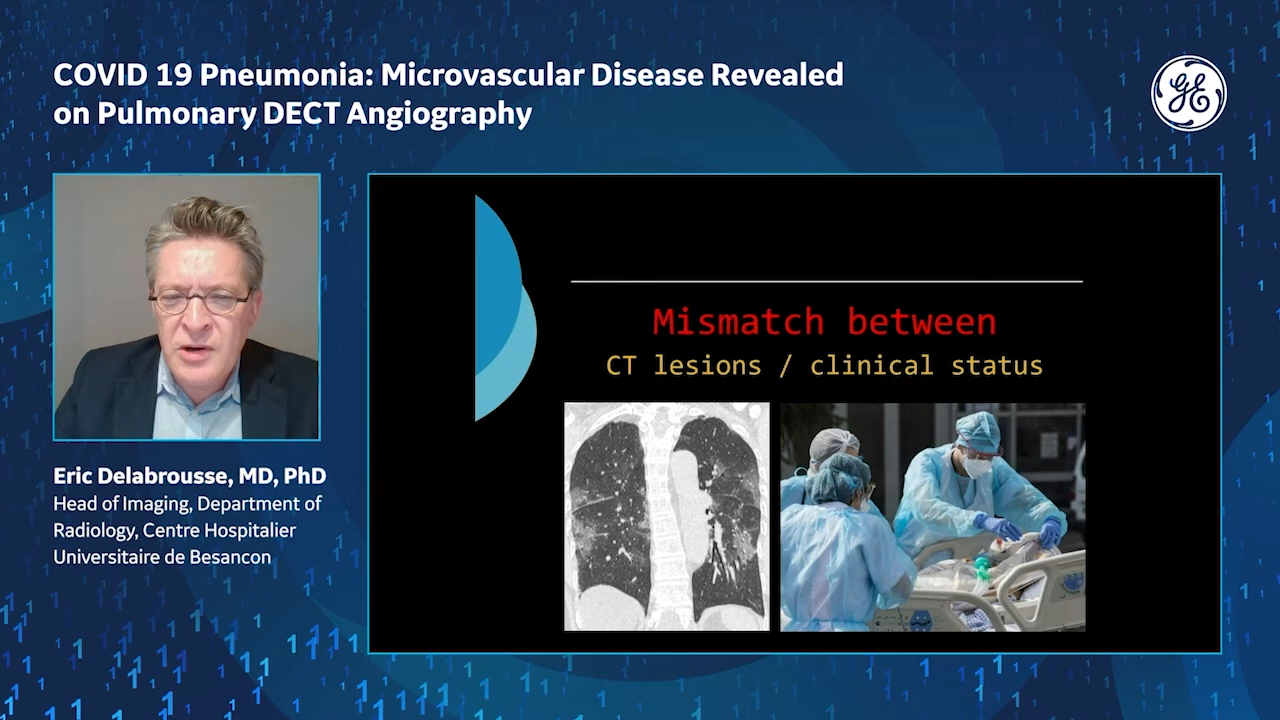 COVID 19 Pneumonia: Microvascular Disease Revealed
on Pulmonary DECT Angiography
GE
Mismatch between
CT lesions / clinical status
Eric Delabrousse, MD, PhD
Head of Imaging, Department of
Radiology, Centre Hospitalier
Universitaire de Besancon